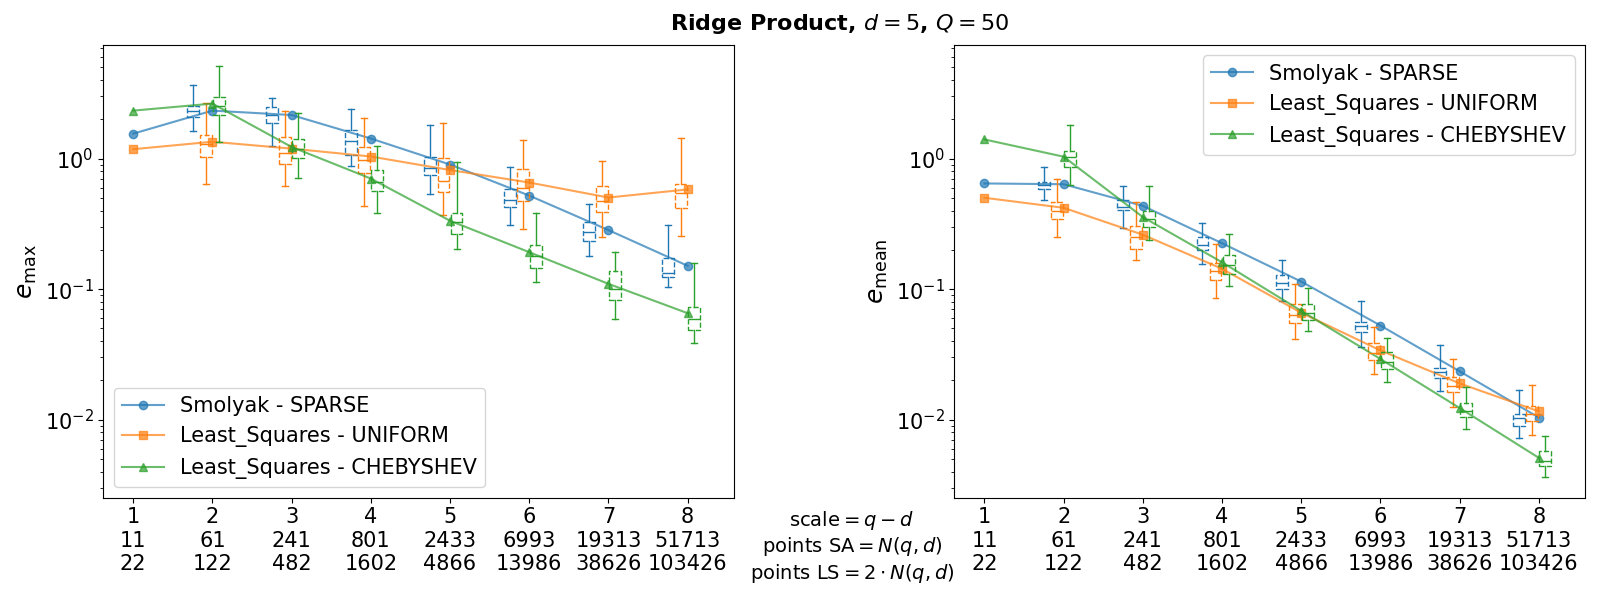 Ridge Product, d = 5, Q = 50
e_max
10^0
10^-1
10^-2
Smolyak - SPARSE
Least_Squares - UNIFORM
Least_Squares - CHEBYSHEV
1 2 3 4 5 6 7 8
11 61 241 801 2433 6993 19313 51713
22 122 482 1602 4866 13986 38626 103426
scale = q − d
points SA = N(q, d)
points LS = 2 · N(q, d)
e_mean
10^0
10^-1
10^-2
Smolyak - SPARSE
Least_Squares - UNIFORM
Least_Squares - CHEBYSHEV
1 2 3 4 5 6 7 8
11 61 241 801 2433 6993 19313 51713
22 122 482 1602 4866 13986 38626 103426